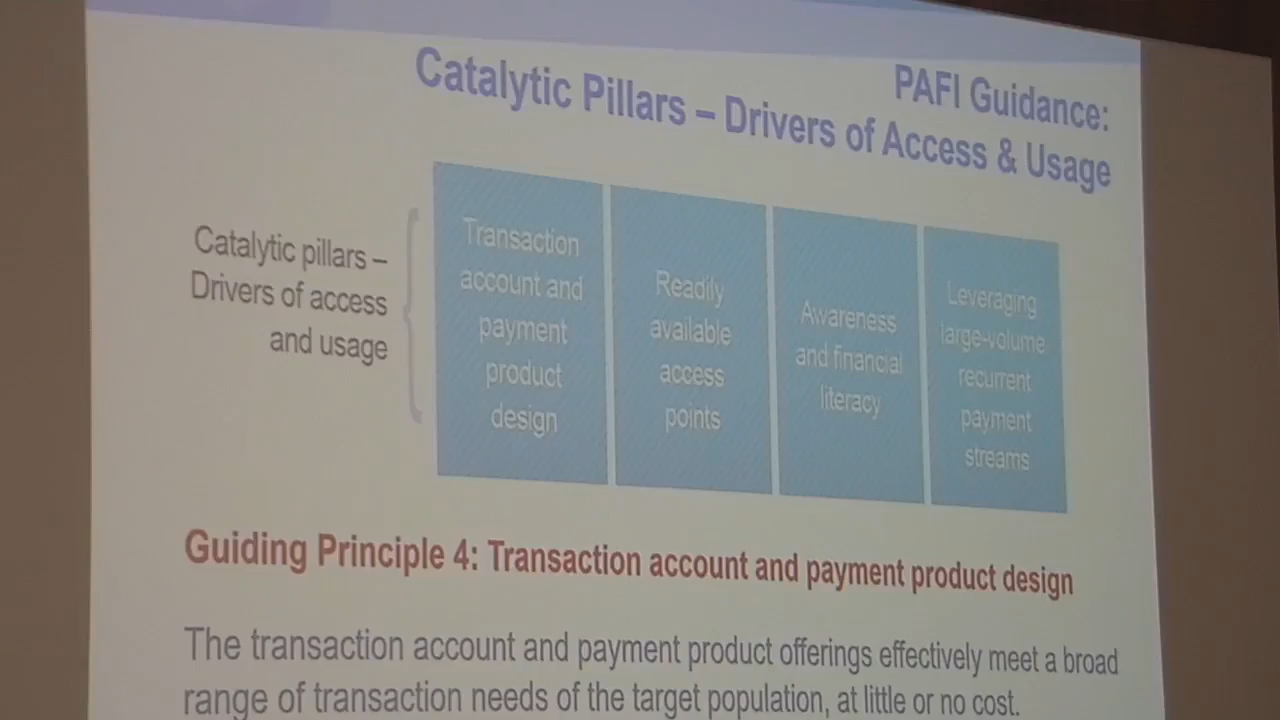 PAFI Guidance:
Catalytic Pillars – Drivers of Access & Usage
Catalytic pillars –
Drivers of access
and usage
Transaction
account and
payment
product
design
Readily
available
access
points
Awareness
and financial
literacy
Leveraging
large-volume
recurrent
payment
streams
Guiding Principle 4: Transaction account and payment product design
The transaction account and payment product offerings effectively meet a broad
range of transaction needs of the target population, at little or no cost.